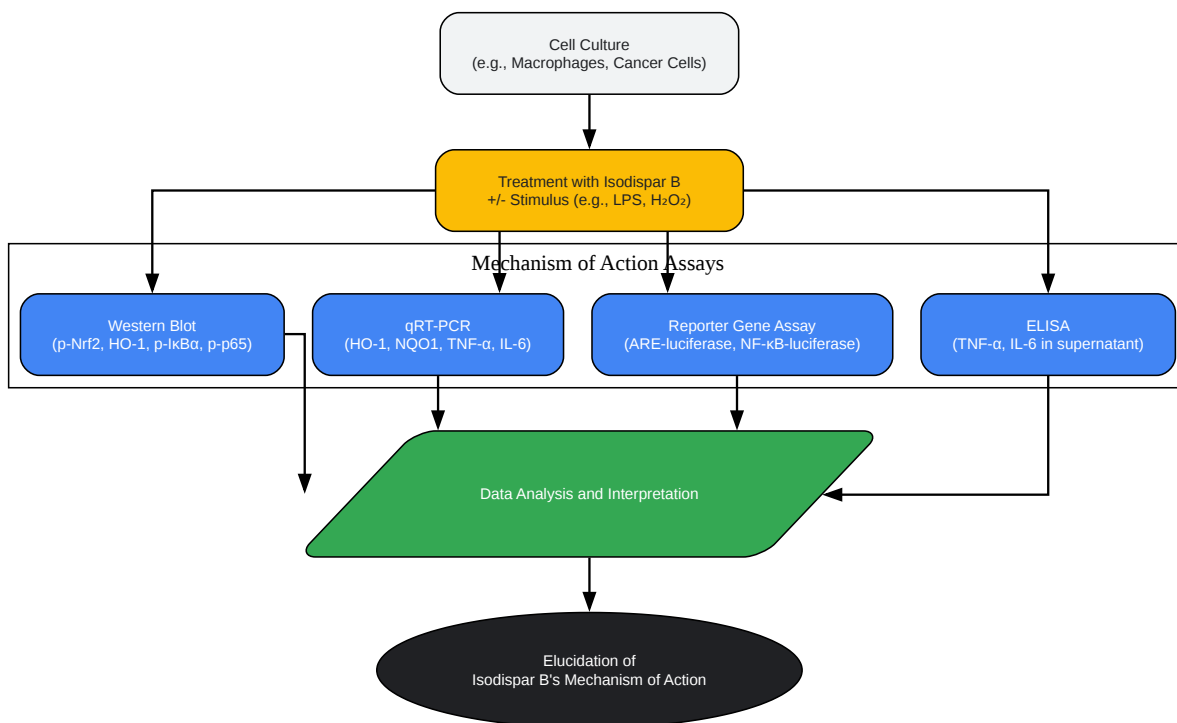 Cell Culture
(e.g., Macrophages, Cancer Cells)
Treatment with Isodispar B
+/- Stimulus (e.g., LPS, H₂O₂)
Mechanism of Action Assays
Western Blot
(p-Nrf2, HO-1, p-IκBα, p-p65)
qRT-PCR
(HO-1, NQO1, TNF-α, IL-6)
Reporter Gene Assay
(ARE-luciferase, NF-κB-luciferase)
ELISA
(TNF-α, IL-6 in supernatant)
Data Analysis and Interpretation
Elucidation of
Isodispar B's Mechanism of Action